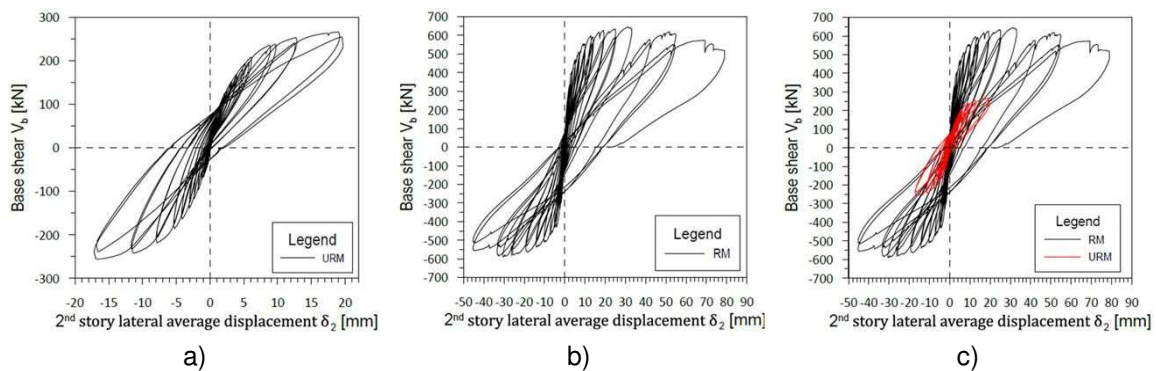 300
200
100
0
-100
-200
-300
Base shear V_b [kN]
Legend
URM
-20 -15 -10 -5 0 5 10 15 20
2nd story lateral average displacement δ2 [mm]
a)
700
600
500
400
300
200
100
0
-100
-200
-300
-400
-500
-600
-700
Base shear V_b [kN]
Legend
RM
-50 -40 -30 -20 -10 0 10 20 30 40 50 60 70 80 90
2nd story lateral average displacement δ2 [mm]
b)
700
600
500
400
300
200
100
0
-100
-200
-300
-400
-500
-600
-700
Base shear V_b [kN]
Legend
RM
URM
-50 -40 -30 -20 -10 0 10 20 30 40 50 60 70 80 90
2nd story lateral average displacement δ2 [mm]
c)